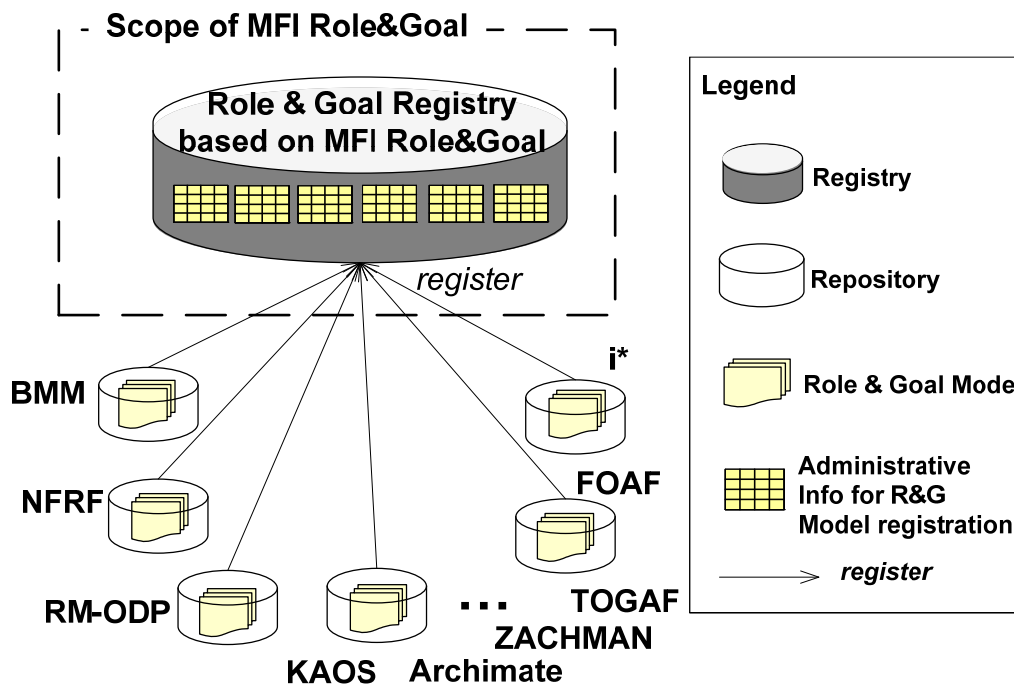 Scope of MFI Role&Goal
Role & Goal Registry
based on MFI Role&Goal
register
BMM
NFRF
RM-ODP
KAOS
Archimate
...
ZACHMAN
TOGAF
FOAF
i*
Legend
Registry
Repository
Role & Goal Mode
Administrative
Info for R&G
Model registration
register